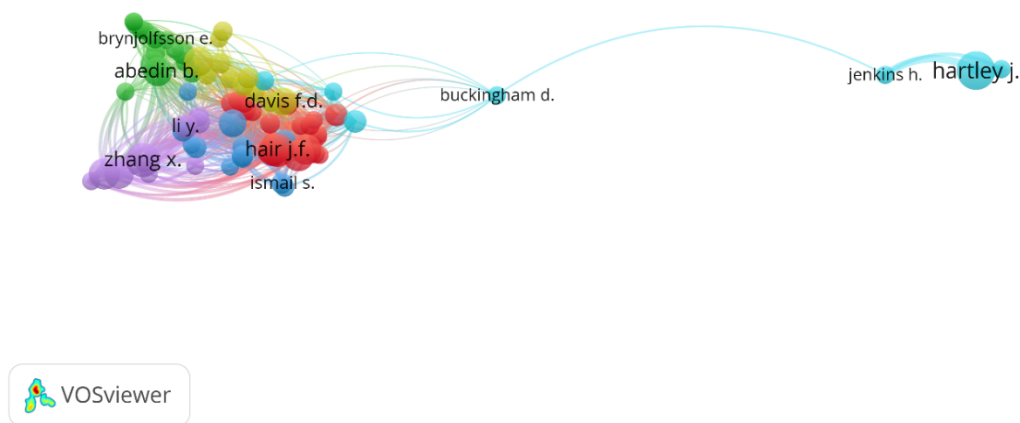 brynjolfsson e.
abedin b.
davis f.d.
li y.
hair j.f.
zhang x.
ismail s.
buckingham d.
jenkins h.
hartley j.
VOSviewer